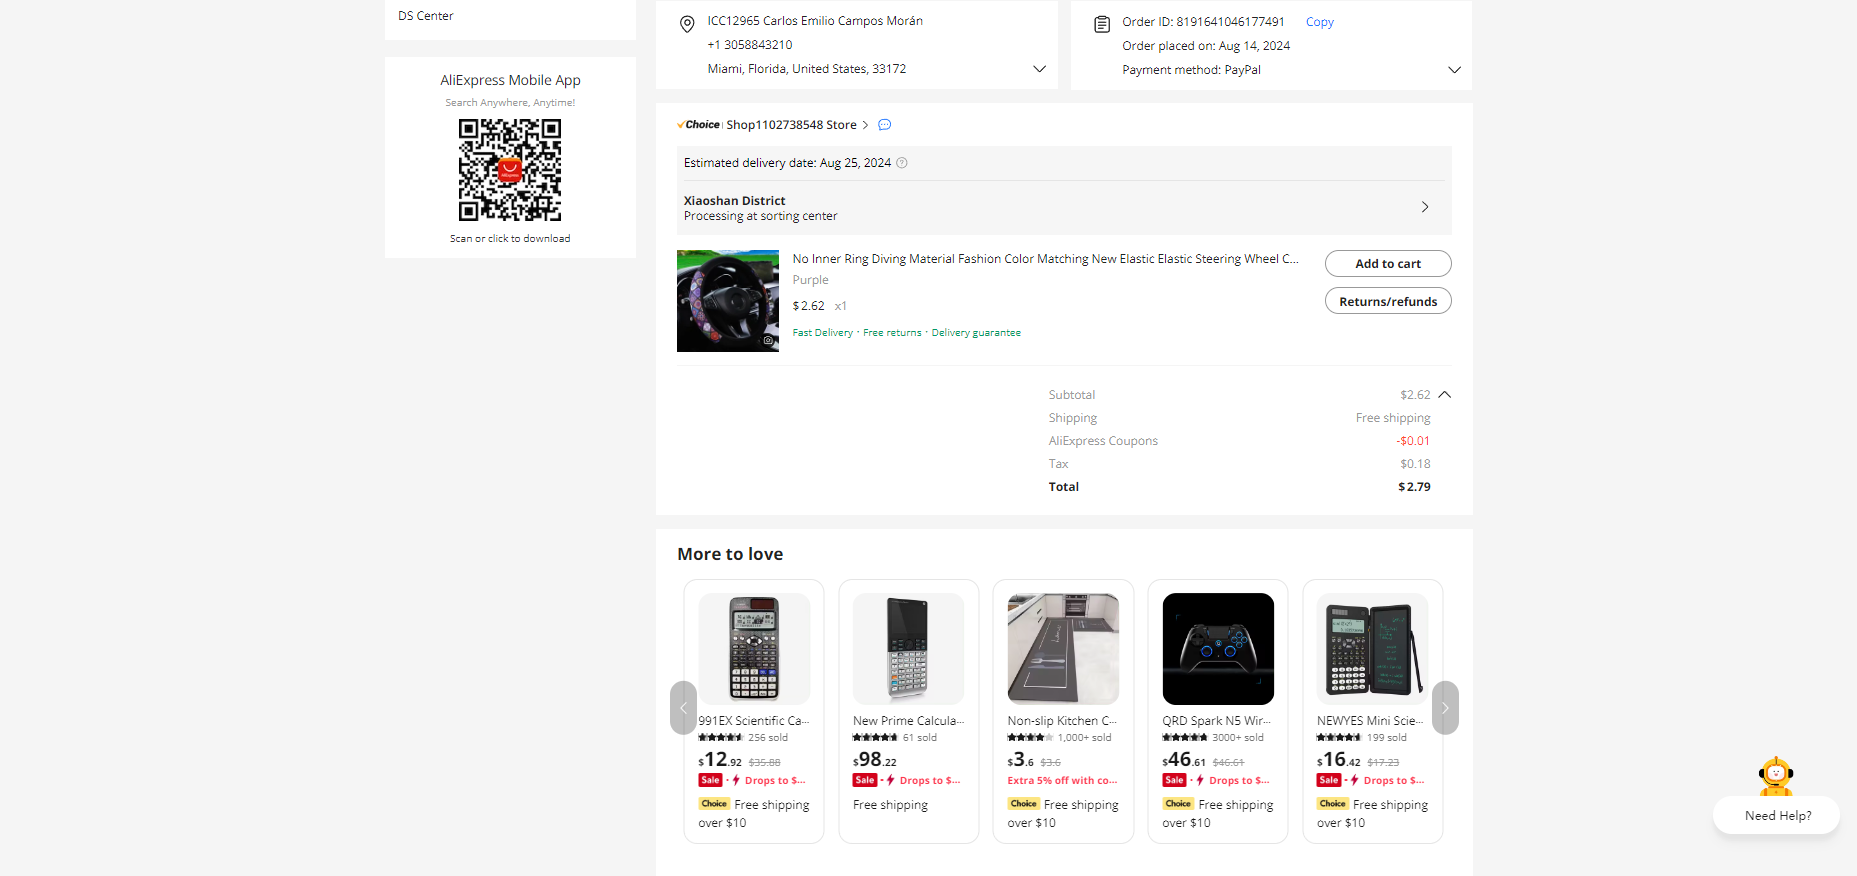 DS Center
AliExpress Mobile App
Search Anywhere, Anytime!
AliExpress
Scan or click to download
ICC12965 Carlos Emilio Campos Morán
+1 3058843210
Miami, Florida, United States, 33172
Order ID: 8191641046177491 Copy
Order placed on: Aug 14, 2024
Payment method: PayPal
Choice Shop1102738548 Store
Estimated delivery date: Aug 25, 2024
Xiaoshan District
Processing at sorting center
No Inner Ring Diving Material Fashion Color Matching New Elastic Elastic Steering Wheel C...
Purple
$2.62 x1
Fast Delivery · Free returns · Delivery guarantee
Add to cart
Returns/refunds
Subtotal $2.62
Shipping Free shipping
AliExpress Coupons -$0.01
Tax $0.18
Total $2.79
More to love
991EX Scientific Ca...
256 sold
$12.92 $35.88
Sale Drops to $...
Choice Free shipping
over $10
New Prime Calcula...
61 sold
$98.22
Sale Drops to $...
Free shipping
Non-slip Kitchen C...
1,000+ sold
$3.6 $3.6
Extra 5% off with co...
Choice Free shipping
over $10
QRD Spark N5 Wir...
3000+ sold
$46.61 $46.61
Sale Drops to $...
Choice Free shipping
over $10
NEWYES Mini Scie...
199 sold
$16.42 $17.23
Sale Drops to $...
Choice Free shipping
over $10
Need Help?